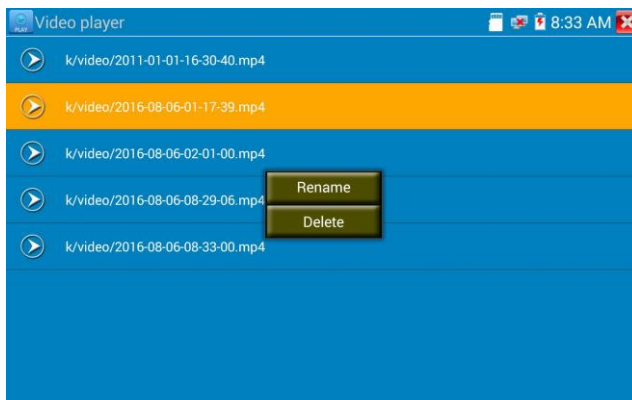 PLAY Video player 8:33 AM
k/video/2011-01-01-16-30-40.mp4
k/video/2016-08-06-01-17-39.mp4
k/video/2016-08-06-02-01-00.mp4
k/video/2016-08-06-08-29-06.mp4
Rename
Delete
k/video/2016-08-06-08-33-00.mp4